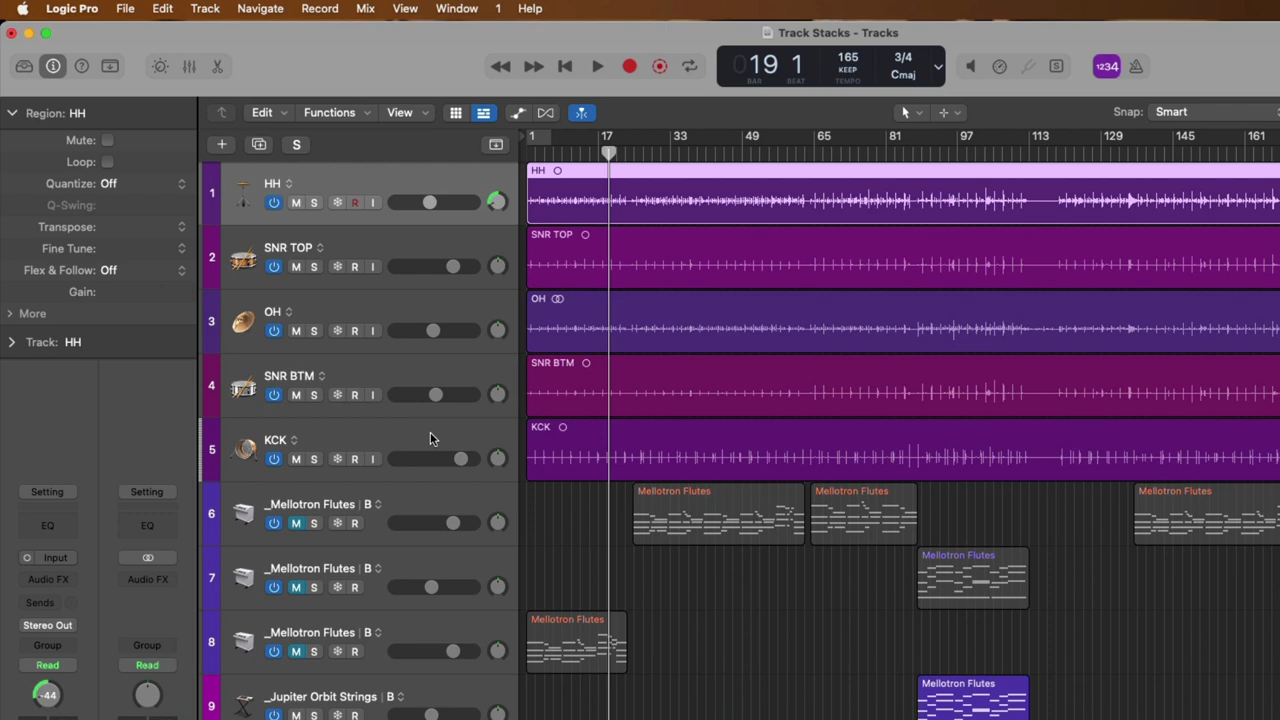 Logic Pro File Edit Track Navigate Record Mix View Window 1 Help
Track Stacks - Tracks
019 1 165 3/4
KEEP Cmaj
BAR BEAT TEMPO
1234
Region: HH
Edit Functions View
Snap: Smart
Mute:
Loop:
Quantize: Off
Q-Swing:
Transpose:
Fine Tune:
Flex & Follow: Off
Gain:
More
Track: HH
S
1 17 33 49 65 81 97 113 129 145 161
1 HH
M S R I
HH
2 SNR TOP
M S R I
SNR TOP
3 OH
M S R I
OH
4 SNR BTM
M S R I
SNR BTM
5 KCK
M S R I
KCK
6 _Mellotron Flutes | B
M S R
Mellotron Flutes Mellotron Flutes Mellotron Flutes
7 _Mellotron Flutes | B
M S R
Mellotron Flutes
8 _Mellotron Flutes | B
M S R
Mellotron Flutes
9 _Jupiter Orbit Strings | B
M S R
Mellotron Flutes
Setting Setting
EQ EQ
Input
Audio FX Audio FX
Sends
Stereo Out
Group Group
Read Read
-44